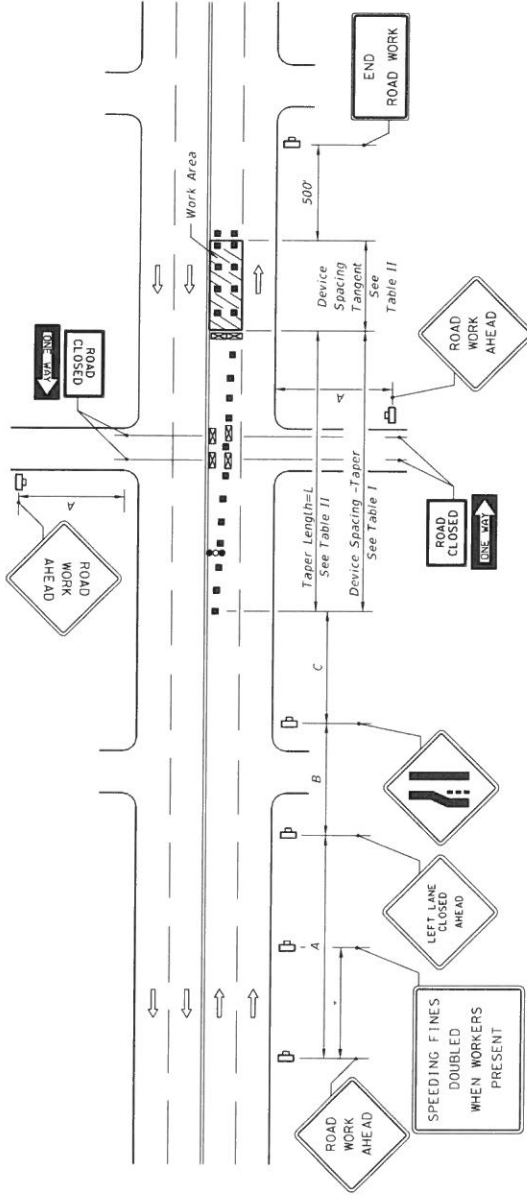 END
ROAD WORK
500'
Work Area
Device
Spacing
Tangent
See
Table II
ROAD
WORK
AHEAD
A
ROAD
CLOSED
ONE WAY
ROAD
CLOSED
ONE WAY
A
ROAD
WORK
AHEAD
Taper Length=L
See Table II
Device Spacing -Taper
See Table I
C
B
A
LEFT LANE
CLOSED
AHEAD
SPEEDING FINES
DOUBLED
WHEN WORKERS
PRESENT
ROAD
WORK
AHEAD